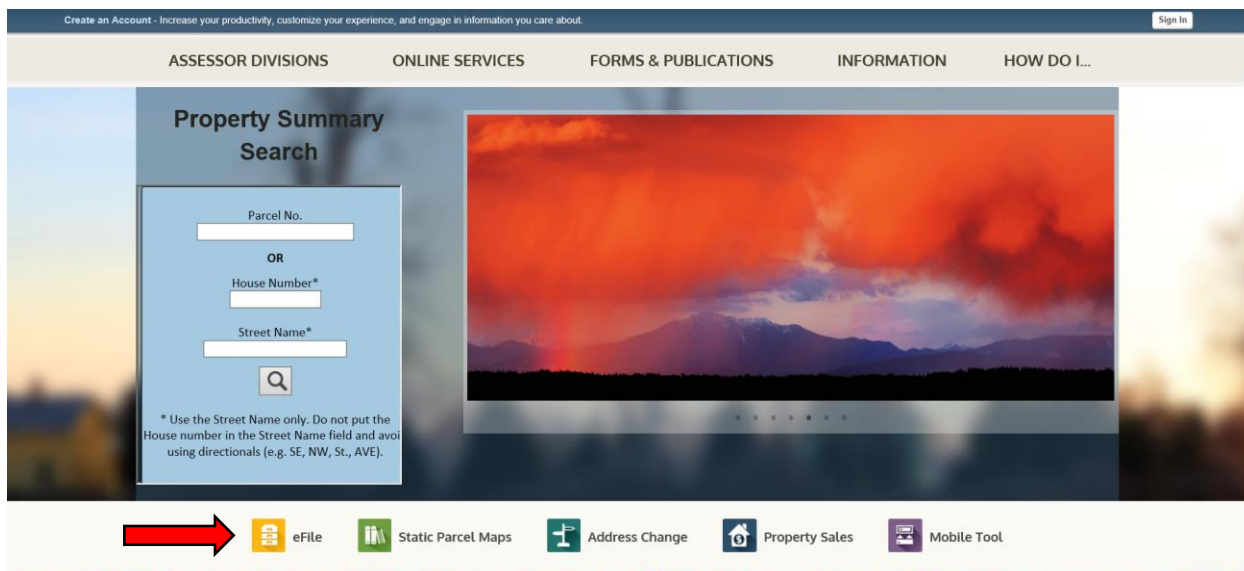 Create an Account - Increase your productivity, customize your experience, and engage in information you care about.
Sign In
ASSESSOR DIVISIONS
ONLINE SERVICES
FORMS & PUBLICATIONS
INFORMATION
HOW DO I...
Property Summary
Search
Parcel No.
OR
House Number*
Street Name*
* Use the Street Name only. Do not put the
House number in the Street Name field and avoi
using directionals (e.g. SE, NW, St., AVE).
eFile
Static Parcel Maps
Address Change
Property Sales
Mobile Tool